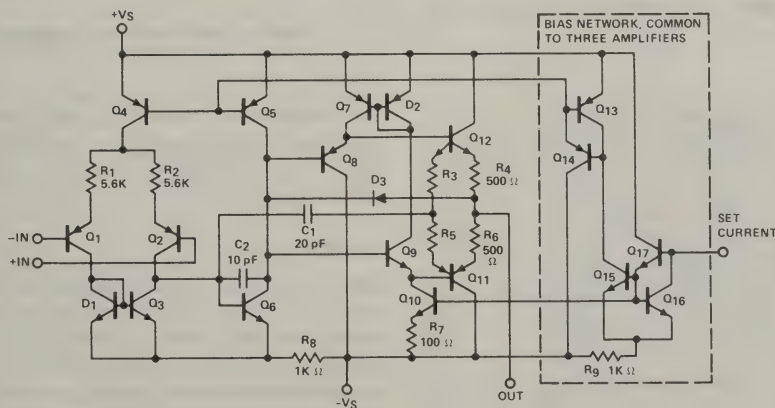 +VS
BIAS NETWORK, COMMON
TO THREE AMPLIFIERS
Q4
Q5
Q7
D2
Q12
Q13
Q14
Q8
R1
5.6K
R2
5.6K
R3
R4
500 Ω
D3
C1
20 pF
R5
R6
500
Ω
SET
CURRENT
-IN
+IN
Q1
Q2
C2
10 pF
Q9
Q11
Q15
Q17
D1
Q3
Q6
Q10
Q16
R7
100 Ω
R8
1K Ω
R9 1K Ω
-VS
OUT